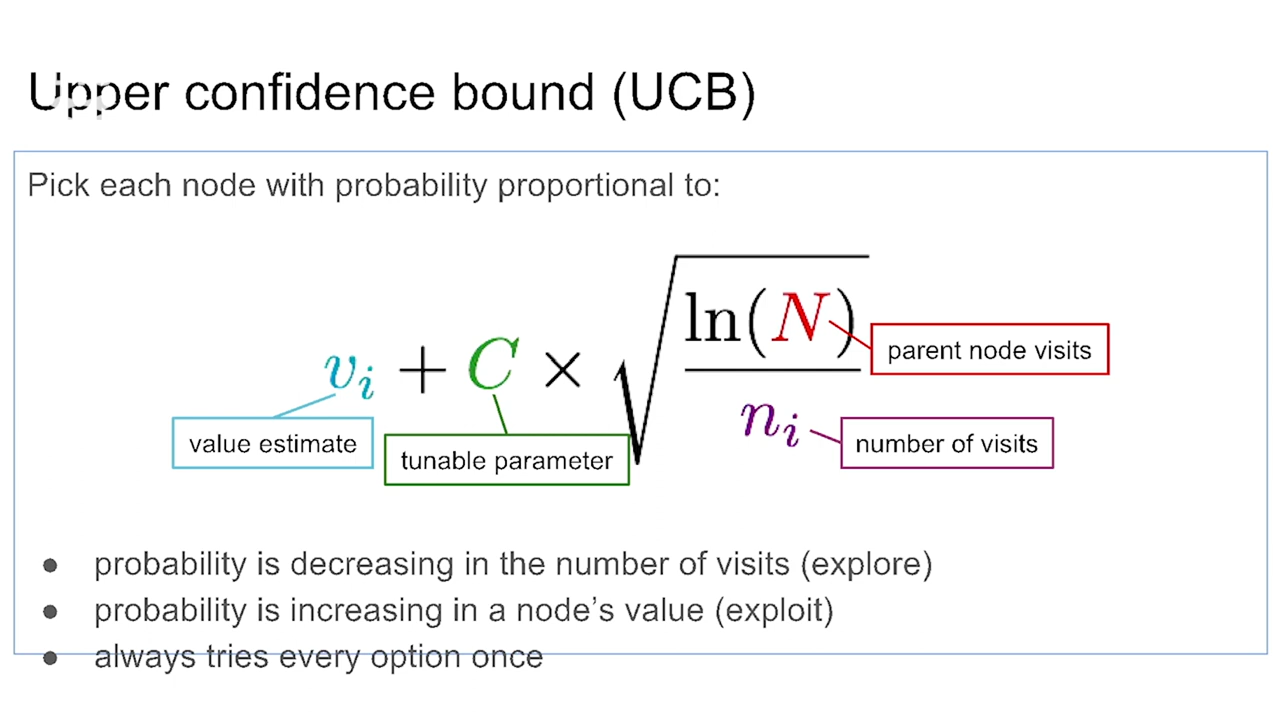 Upper confidence bound (UCB)
Pick each node with probability proportional to:
v_i + C × √(ln(N) / n_i)
parent node visits
value estimate
tunable parameter
number of visits
● probability is decreasing in the number of visits (explore)
● probability is increasing in a node’s value (exploit)
● always tries every option once